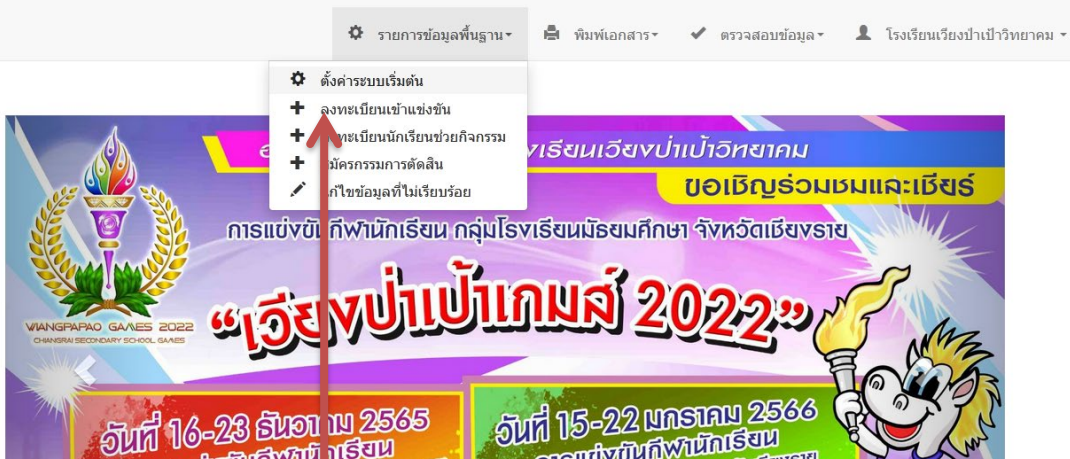 รายการข้อมูลพื้นฐาน
พิมพ์เอกสาร
ตรวจสอบข้อมูล
โรงเรียนเวียงป่าเป้าวิทยาคม
ตั้งค่าระบบเริ่มต้น
ลงทะเบียนเข้าแข่งขัน
ทะเบียนนักเรียนช่วยกิจกรรม
มัครกรรมการตัดสิน
ก้ไขข้อมูลที่ไม่เรียบร้อย
เรียนเวียงป่าเป้าวิทยาคม
ขอเชิญร่วมชมและเชียร์
การแข่งขันกีฬานักเรียน กลุ่มโรงเรียนมัธยมศึกษา จังหวัดเชียงราย
“เวียงป่าเป้าเกมส์ 2022”
WIANGPAPAO GAMES 2022
CHIANGRAI SECONDARY SCHOOL GAMES
วันที่ 16-23 ธันวาคม 2565
วันที่ 15-22 มกราคม 2566
การแข่งขันกีฬานักเรียน